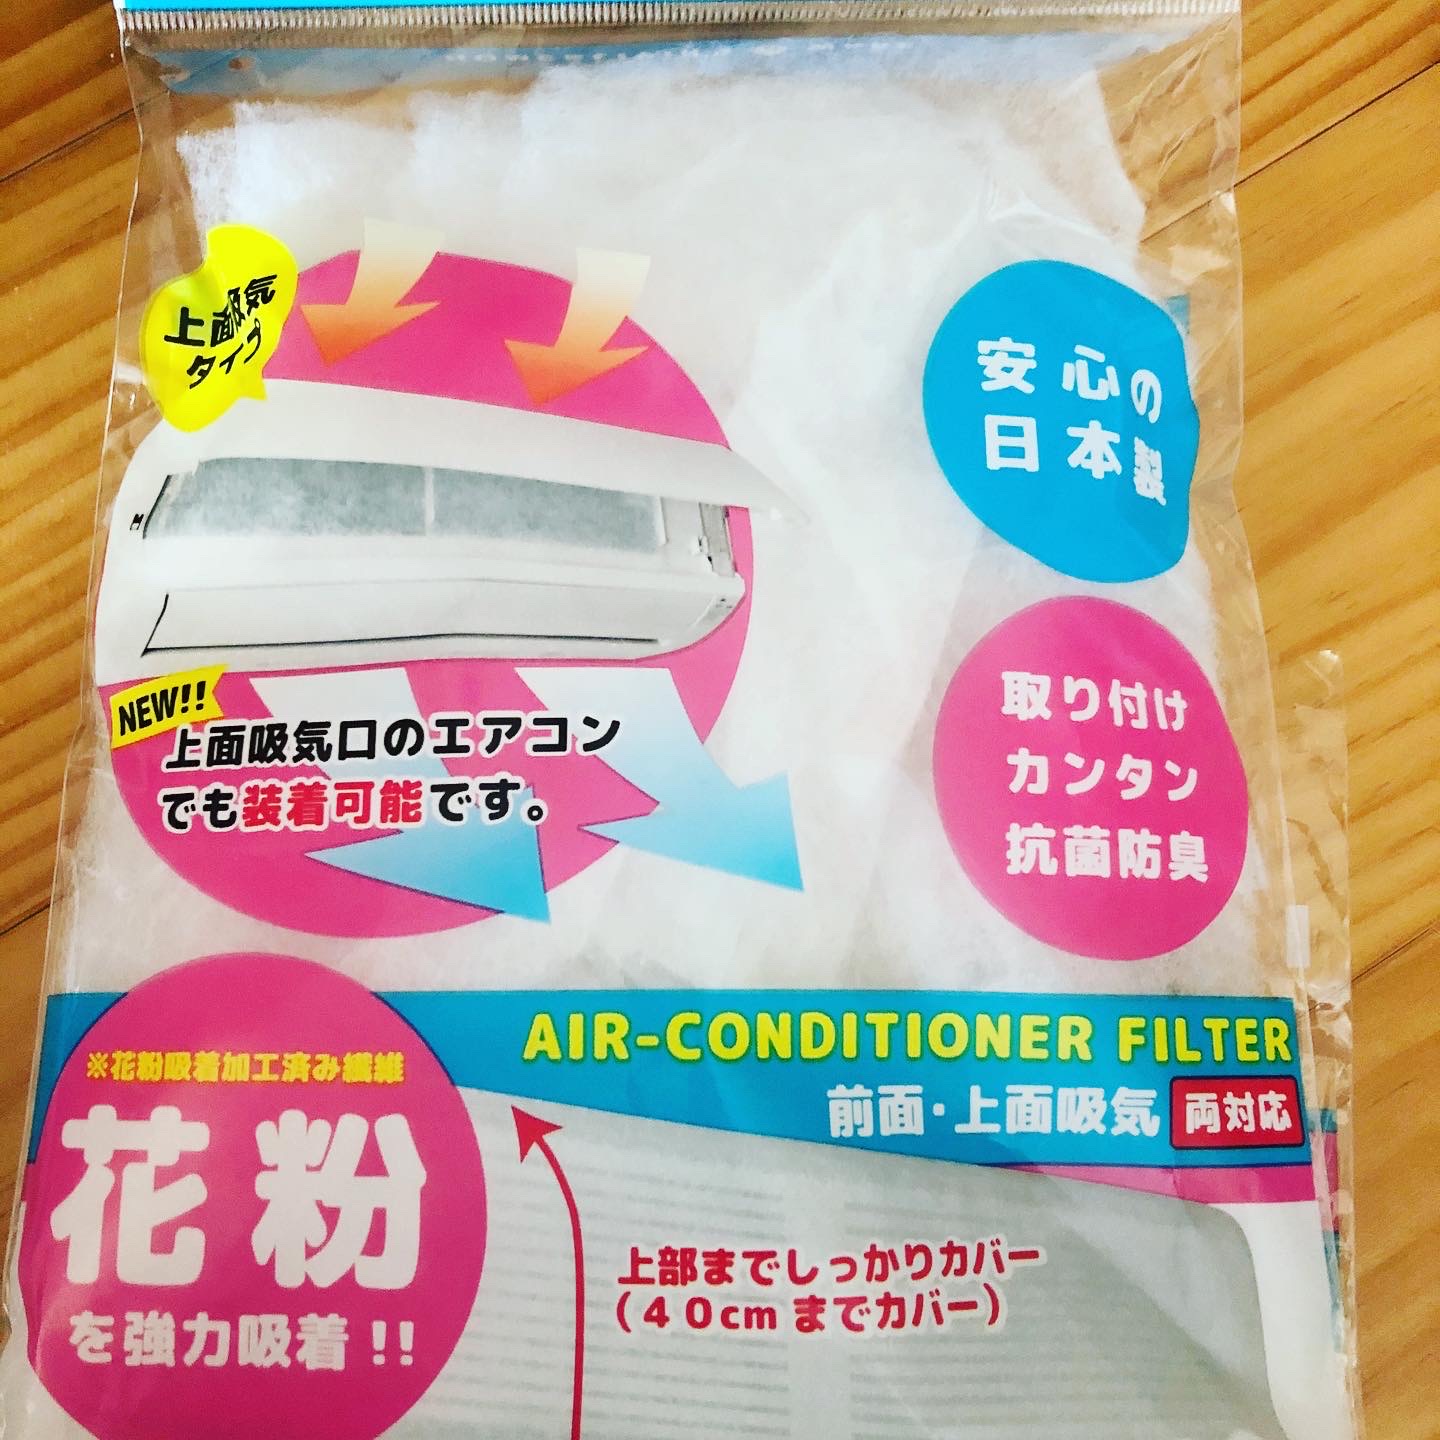 上面吸気
タイプ
安心の
日本製
NEW!!
上面吸気口のエアコン
でも装着可能です。
取り付け
カンタン
抗菌防臭
AIR-CONDITIONER FILTER
前面・上面吸気 両対応
※花粉吸着加工済み繊維
花粉
を強力吸着!!
上部までしっかりカバー
(40cmまでカバー)